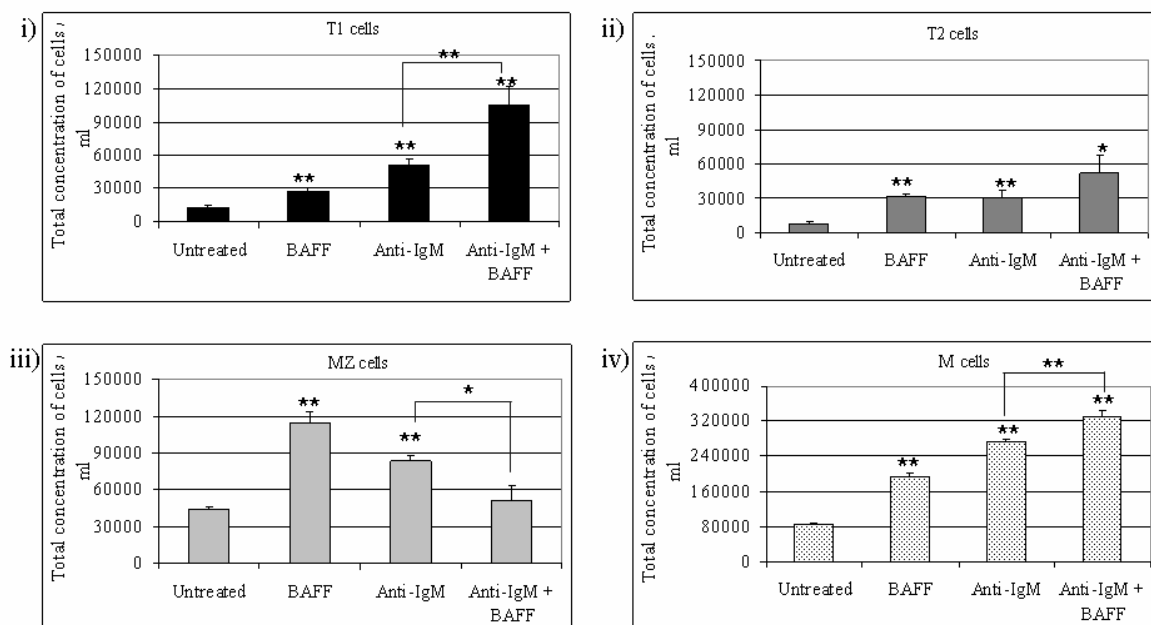 i)
T1 cells
Total concentration of cells /
ml
150000
120000
90000
60000
30000
0
**
**
**
**
Untreated
BAFF
Anti-IgM
Anti-IgM +
BAFF
ii)
T2 cells
Total concentration of cells .
ml
150000
120000
90000
60000
30000
0
**
**
*
Untreated
BAFF
Anti-IgM
Anti-IgM +
BAFF
iii)
MZ cells
Total concentration of cells /
ml
150000
120000
90000
60000
30000
0
**
**
*
Untreated
BAFF
Anti-IgM
Anti-IgM +
BAFF
iv)
M cells
Total concentration of cells /
ml
400000
320000
240000
160000
80000
0
**
**
**
**
Untreated
BAFF
Anti-IgM
Anti-IgM +
BAFF